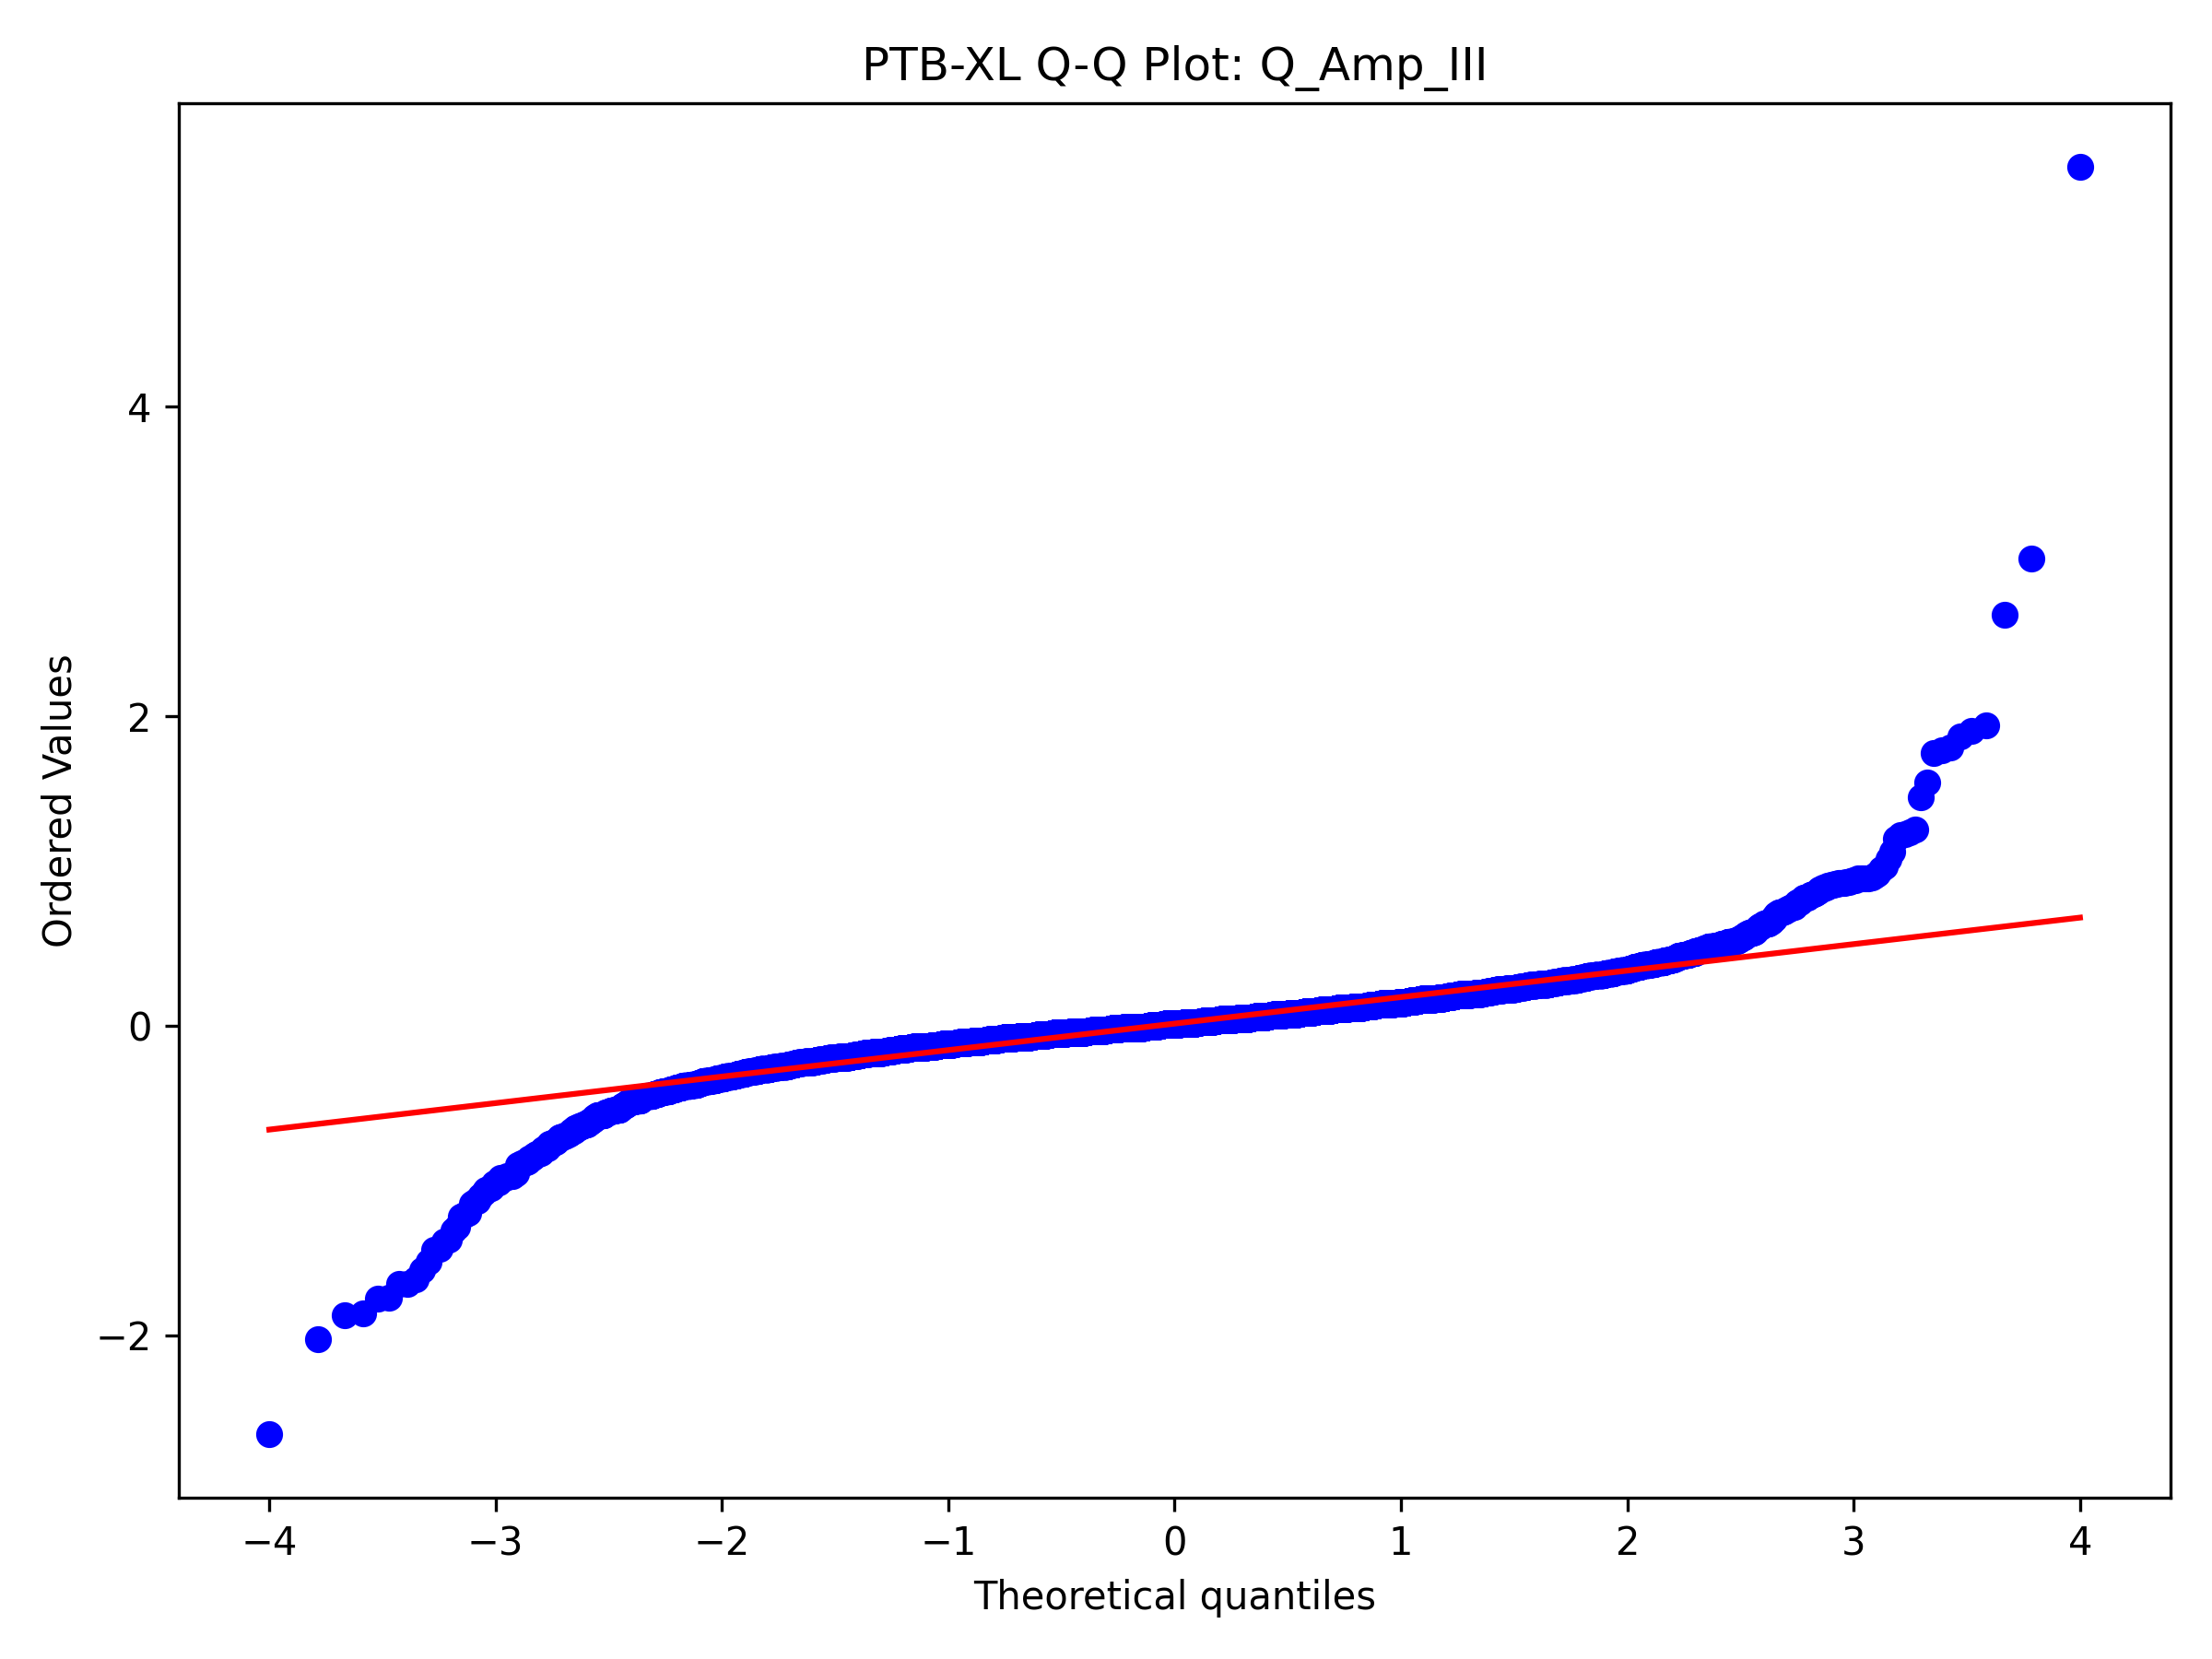 PTB-XL Q-Q Plot: Q_Amp_III
Ordered Values
4
2
0
−2
−4 −3 −2 −1 0 1 2 3 4
Theoretical quantiles